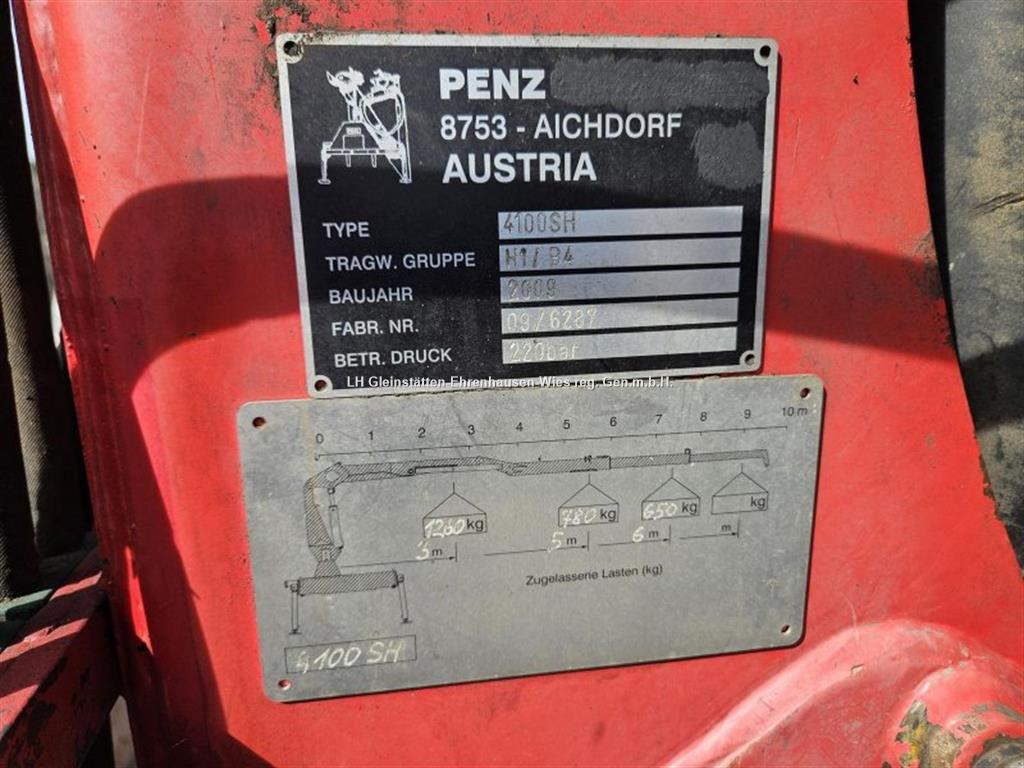 PENZ
8753 - AICHDORF
AUSTRIA
TYPE 4100SH
TRAGW. GRUPPE H1/B4
BAUJAHR 2009
FABR. NR. 09/6287
BETR. DRUCK 220bar
LH Gleinstätten Ehrenhausen Wies reg. Gen.m.b.H.
0 1 2 3 4 5 6 7 8 9 10 m
1260 kg 780 kg 650 kg kg
3 m 5 m 6 m m
Zugelassene Lasten (kg)
4100 SH